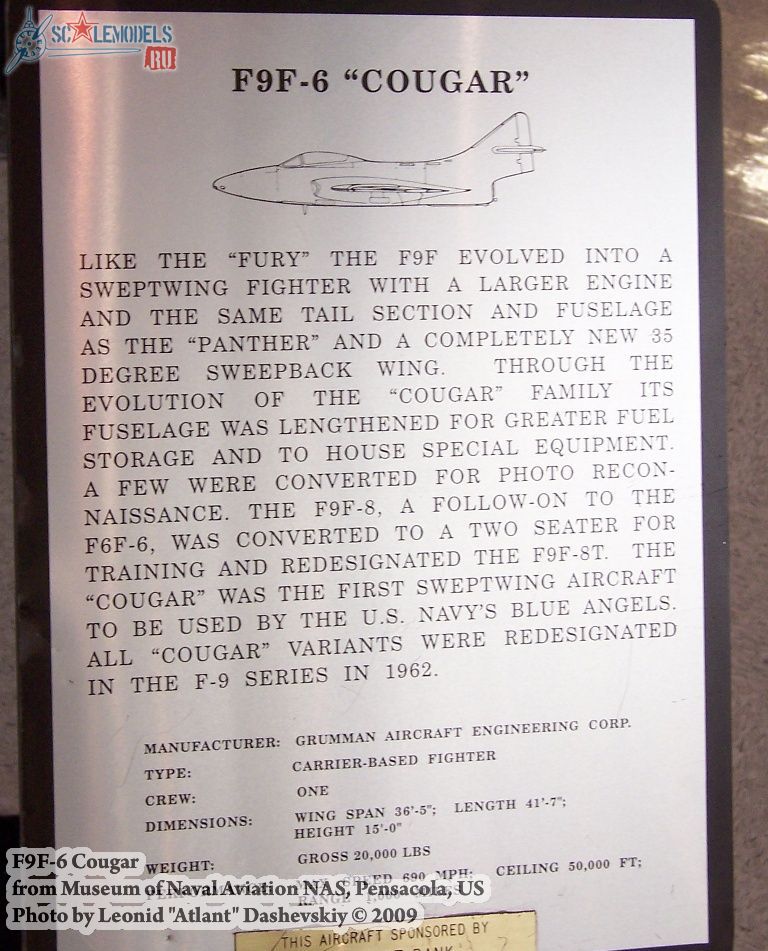 SCALEMODELS
RU
F9F-6 “COUGAR”
LIKE THE “FURY” THE F9F EVOLVED INTO A
SWEPTWING FIGHTER WITH A LARGER ENGINE
AND THE SAME TAIL SECTION AND FUSELAGE
AS THE “PANTHER” AND A COMPLETELY NEW 35
DEGREE SWEEPBACK WING. THROUGH THE
EVOLUTION OF THE “COUGAR” FAMILY ITS
FUSELAGE WAS LENGTHENED FOR GREATER FUEL
STORAGE AND TO HOUSE SPECIAL EQUIPMENT.
A FEW WERE CONVERTED FOR PHOTO RECON-
NAISSANCE. THE F9F-8, A FOLLOW-ON TO THE
F6F-6, WAS CONVERTED TO A TWO SEATER FOR
TRAINING AND REDESIGNATED THE F9F-8T. THE
“COUGAR” WAS THE FIRST SWEPTWING AIRCRAFT
TO BE USED BY THE U.S. NAVY’S BLUE ANGELS.
ALL “COUGAR” VARIANTS WERE REDESIGNATED
IN THE F-9 SERIES IN 1962.
MANUFACTURER: GRUMMAN AIRCRAFT ENGINEERING CORP.
TYPE: CARRIER-BASED FIGHTER
CREW: ONE
DIMENSIONS: WING SPAN 36'-5"; LENGTH 41'-7";
HEIGHT 15'-0"
WEIGHT: GROSS 20,000 LBS
SPEED 690 MPH; CEILING 50,000 FT;
RANGE
F9F-6 Cougar
from Museum of Naval Aviation NAS, Pensacola, US
Photo by Leonid "Atlant" Dashevskiy © 2009
THIS AIRCRAFT SPONSORED BY
BANK